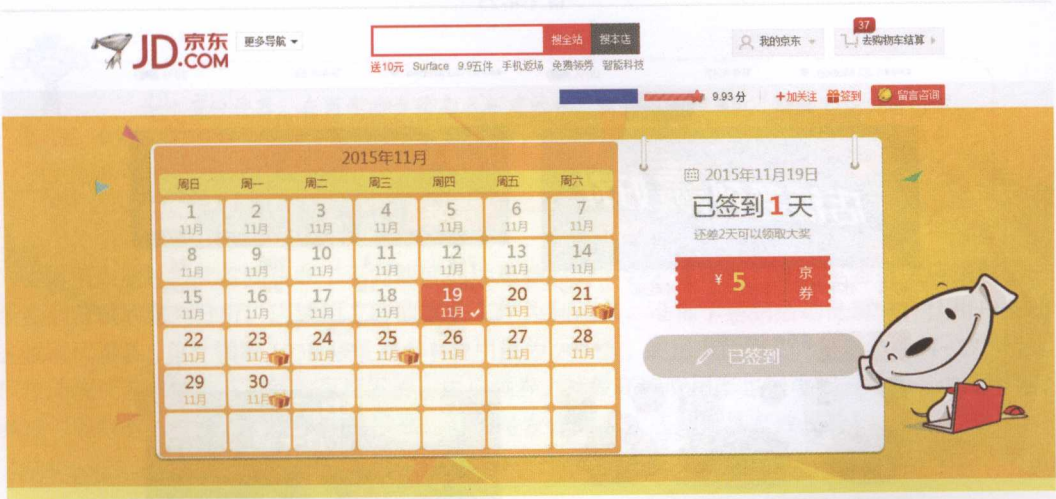 JD 京东
.COM
更多导航
搜全站 搜本店
送10元 Surface 9.9五件 手机返场 免费领券 智能科技
我的京东
37
去购物车结算
9.93 分
+加关注
签到
留言咨询
2015年11月
周日 周一 周二 周三 周四 周五 周六
1 2 3 4 5 6 7
11月 11月 11月 11月 11月 11月 11月
8 9 10 11 12 13 14
11月 11月 11月 11月 11月 11月 11月
15 16 17 18 19 20 21
11月 11月 11月 11月 11月 11月 11月
22 23 24 25 26 27 28
11月 11月 11月 11月 11月 11月 11月
29 30
11月 11月
2015年11月19日
已签到1天
还差2天可以领取大奖
¥ 5 京券
已签到